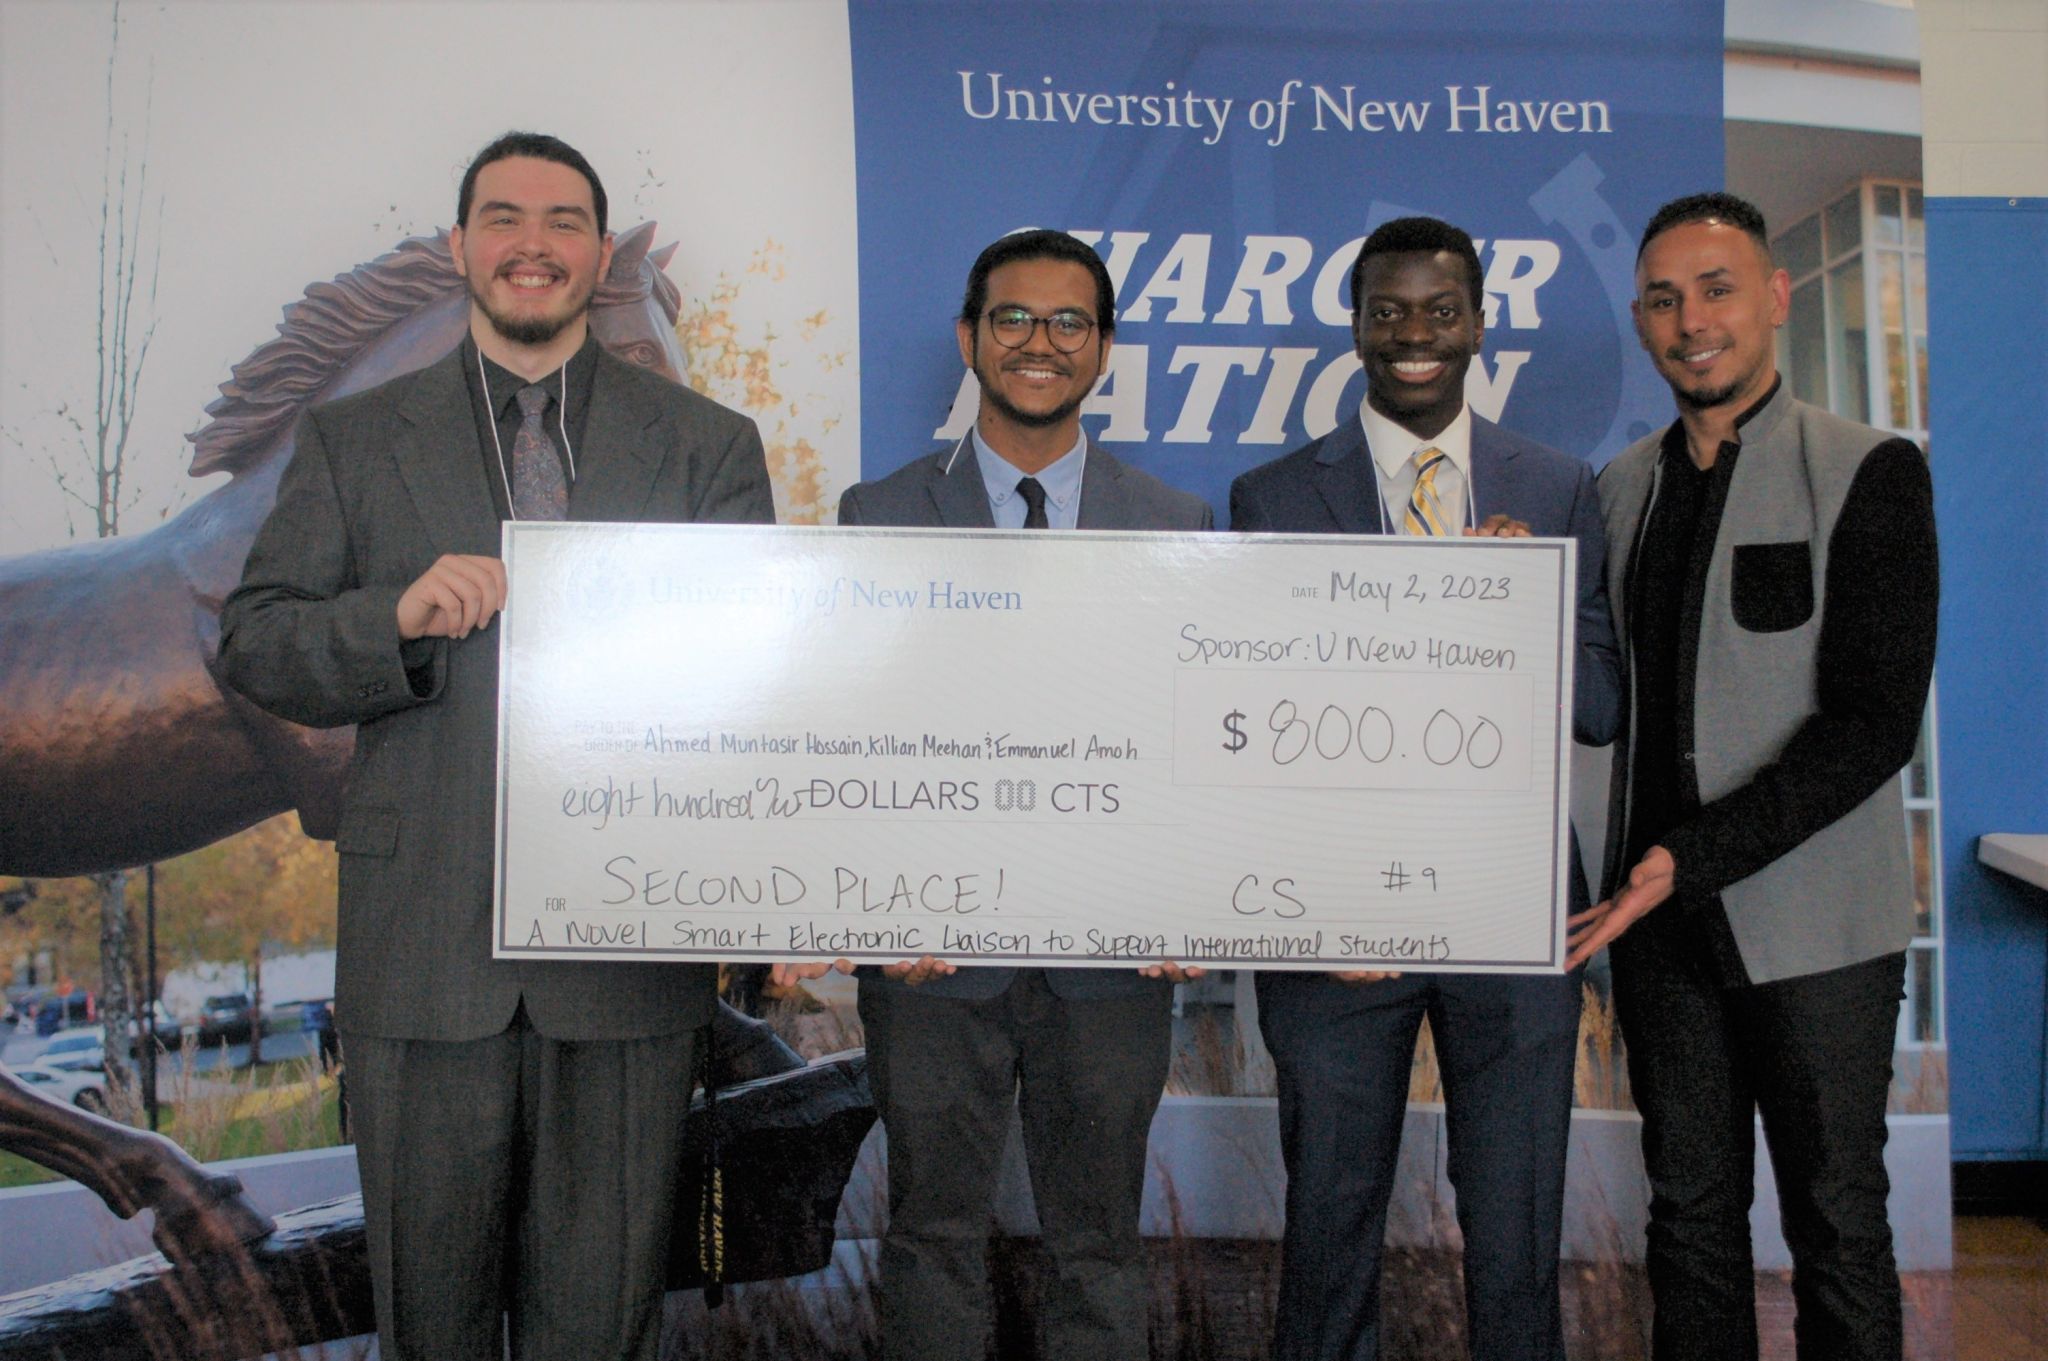 University of New Haven
CHARGER
NATION
University of New Haven
DATE May 2, 2023
Sponsor: U New Haven
$ 800.00
PAY TO THE
ORDER OF Ahmed Muntasir Hossain, Killian Meehan & Emmanuel Amoh
eight hundred DOLLARS 00 CTS
FOR SECOND PLACE! CS #9
A Novel Smart Electronic Liaison to Support International Students
NEW HAVEN